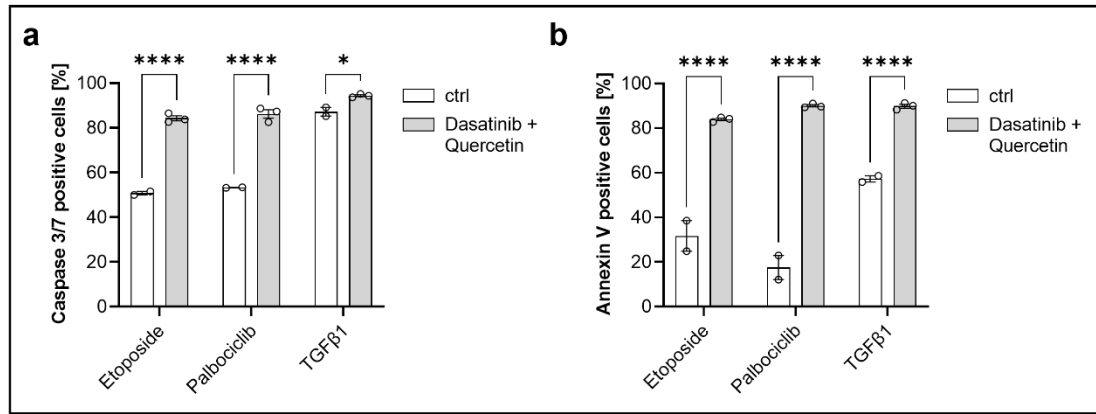 a
**** **** *
Caspase 3/7 positive cells [%]
100
80
60
40
20
0
Etoposide
Palbociclib
TGFβ1
ctrl
Dasatinib +
Quercetin
b
**** **** ****
Annexin V positive cells [%]
100
80
60
40
20
0
Etoposide
Palbociclib
TGFβ1
ctrl
Dasatinib +
Quercetin